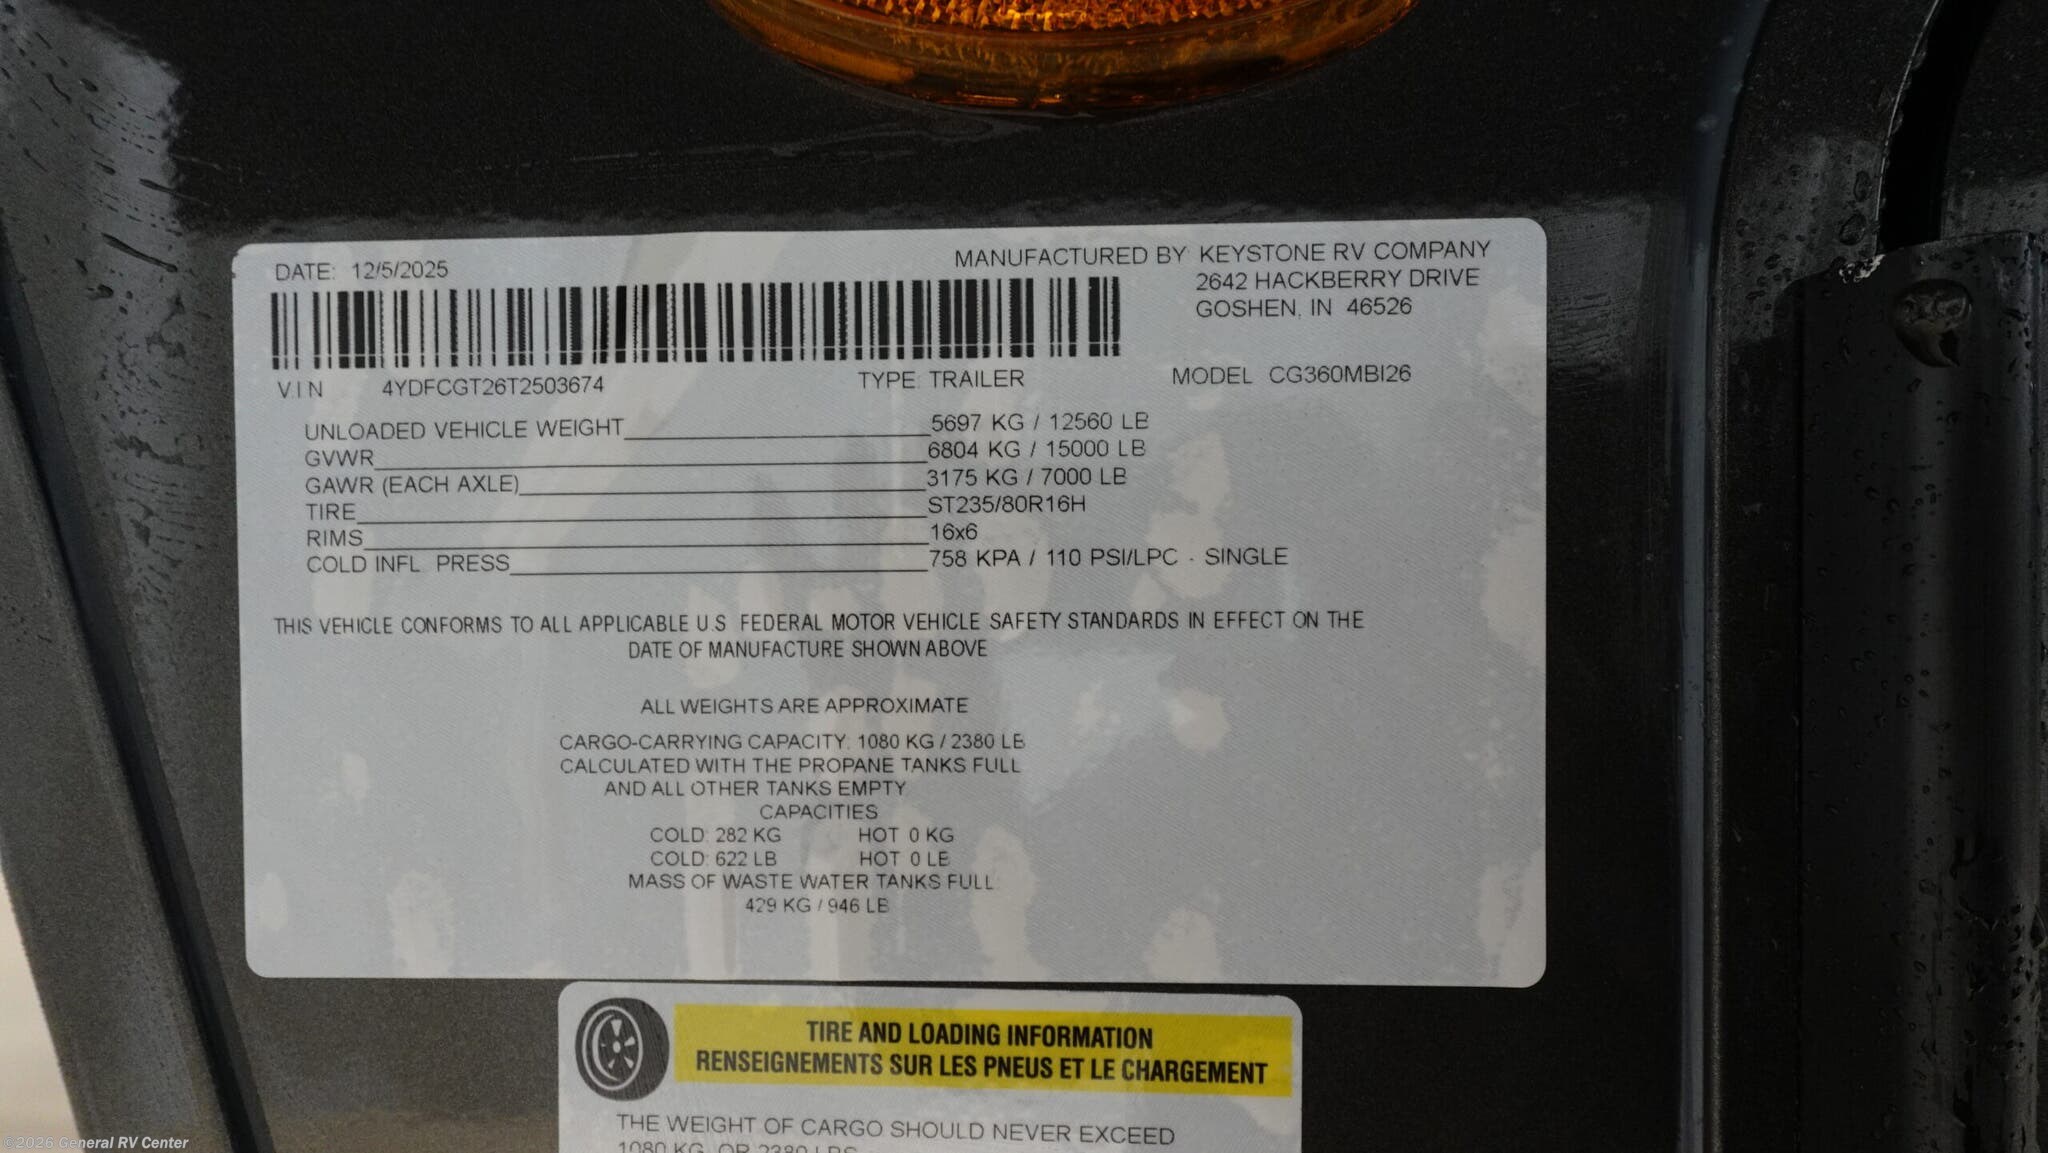 DATE: 12/5/2025
MANUFACTURED BY: KEYSTONE RV COMPANY
2642 HACKBERRY DRIVE
GOSHEN, IN 46526
V.I N 4YDFCGT26T2503674 TYPE: TRAILER MODEL CG360MBI26
UNLOADED VEHICLE WEIGHT 5697 KG / 12560 LB
GVWR 6804 KG / 15000 LB
GAWR (EACH AXLE) 3175 KG / 7000 LB
TIRE ST235/80R16H
RIMS 16x6
COLD INFL PRESS 758 KPA / 110 PSI/LPC - SINGLE
THIS VEHICLE CONFORMS TO ALL APPLICABLE U.S FEDERAL MOTOR VEHICLE SAFETY STANDARDS IN EFFECT ON THE
DATE OF MANUFACTURE SHOWN ABOVE
ALL WEIGHTS ARE APPROXIMATE
CARGO-CARRYING CAPACITY: 1080 KG / 2380 LB
CALCULATED WITH THE PROPANE TANKS FULL
AND ALL OTHER TANKS EMPTY
CAPACITIES
COLD: 282 KG HOT 0 KG
COLD: 622 LB HOT 0 LB
MASS OF WASTE WATER TANKS FULL
429 KG / 946 LB
TIRE AND LOADING INFORMATION
RENSEIGNEMENTS SUR LES PNEUS ET LE CHARGEMENT
THE WEIGHT OF CARGO SHOULD NEVER EXCEED
1080 KG OR 2380 LBS
©2026 General RV Center